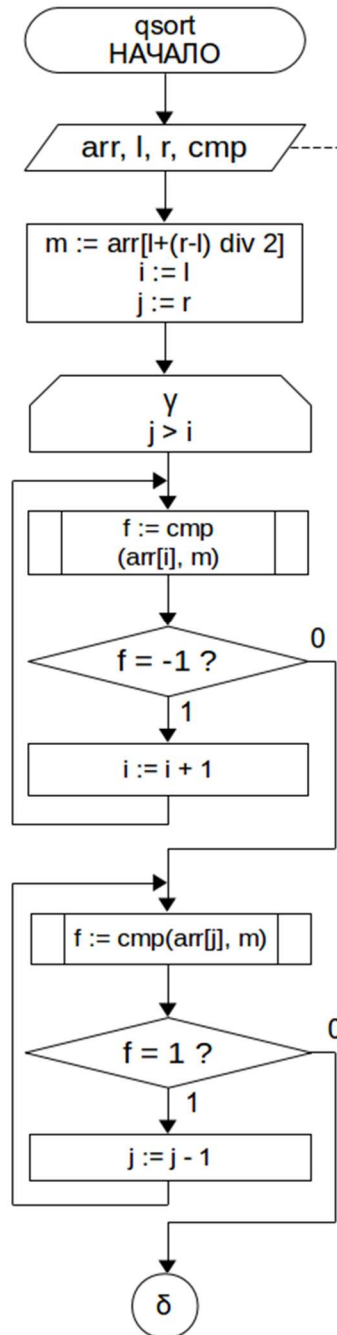 qsort
НАЧАЛО
arr, l, r, cmp
m := arr[l+(r-l) div 2]
i := l
j := r
γ
j > i
f := cmp
(arr[i], m)
f = -1 ?
0
1
i := i + 1
f := cmp(arr[j], m)
f = 1 ?
0
1
j := j - 1
δ